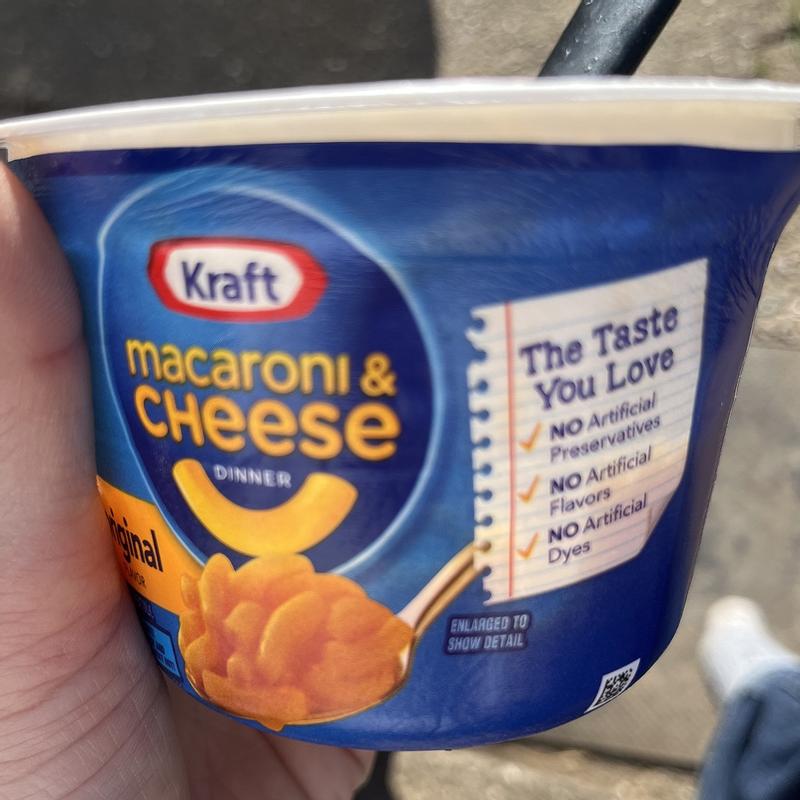 Kraft
macaroni &
CHeese
DINNER
The Taste
You Love
NO Artificial
Preservatives
NO Artificial
Flavors
NO Artificial
Dyes
ENLARGED TO
SHOW DETAIL